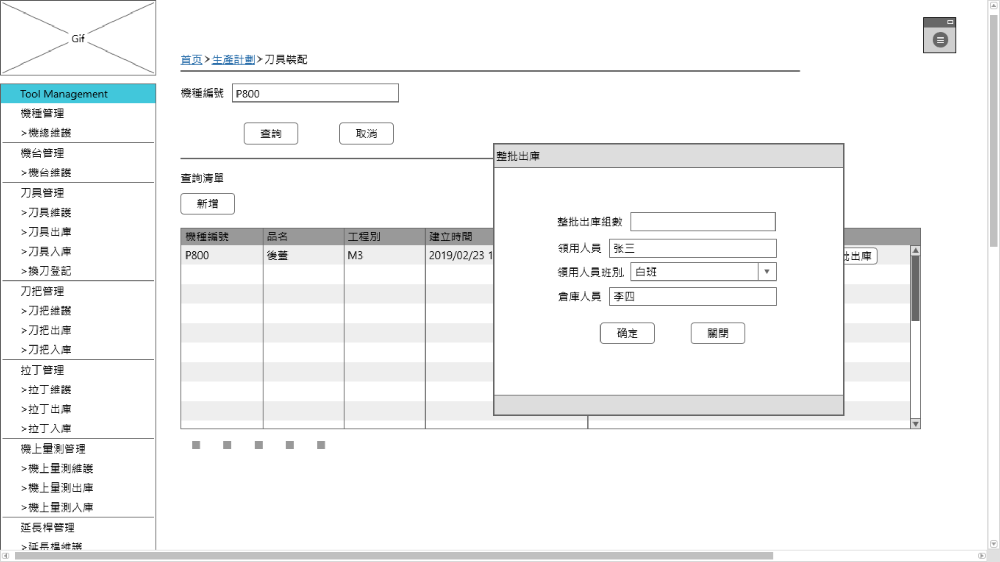 Gif
首页>生產計劃>刀具裝配
Tool Management
機種管理
>機總維護
機台管理
>機台維護
刀具管理
>刀具維護
>刀具出庫
>刀具入庫
>換刀登記
刀把管理
>刀把維護
>刀把出庫
>刀把入庫
拉丁管理
>拉丁維護
>拉丁出庫
>拉丁入庫
機上量測管理
>機上量測維護
>機上量測出庫
>機上量測入庫
延長桿管理
>延長桿維護
機種編號 P800
查詢 取消
查詢清單
新增
機種編號 品名 工程別 建立時間
P800 後蓋 M3 2019/02/23 1
批出庫
整批出庫
整批出庫組數
領用人員 张三
領用人員班別, 白班
倉庫人員 李四
确定 關閉